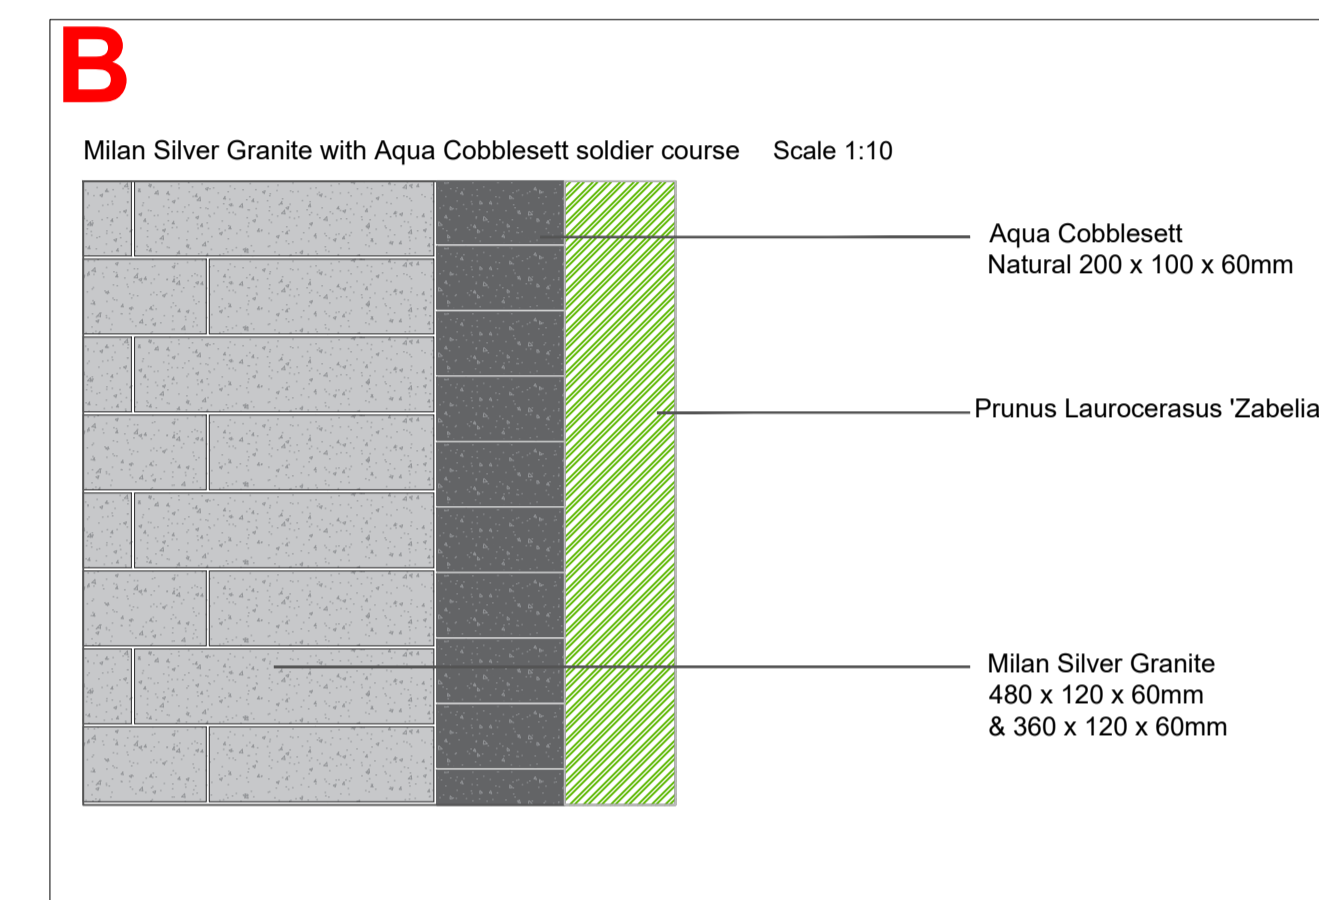 B
Milan Silver Granite with Aqua Cobblesett soldier course Scale 1:10
Aqua Cobblesett
Natural 200 x 100 x 60mm
Prunus Laurocerasus 'Zabelia
Milan Silver Granite
480 x 120 x 60mm
& 360 x 120 x 60mm